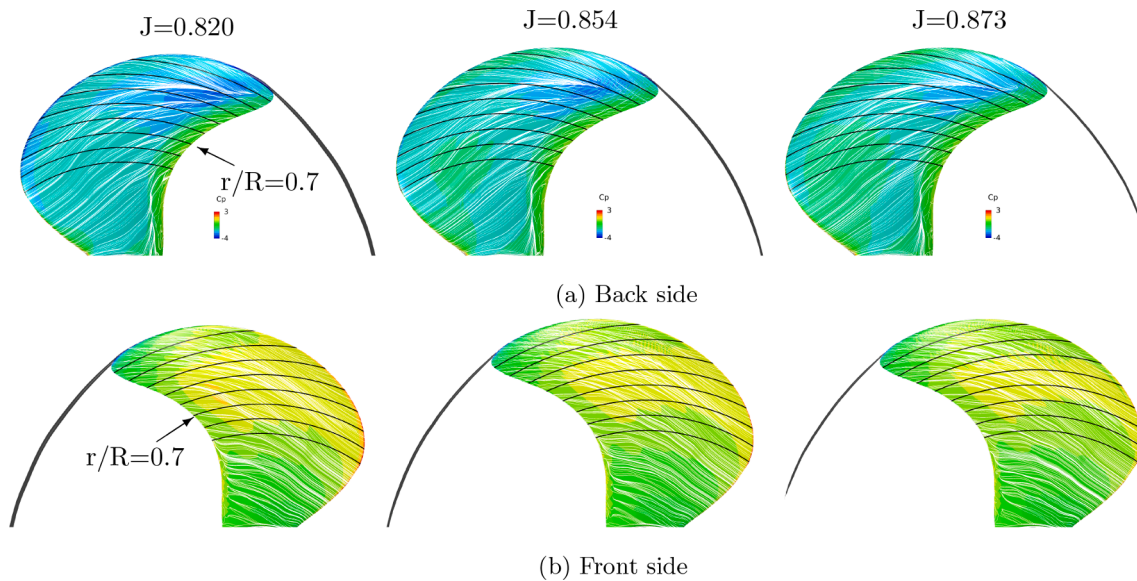 J=0.820
J=0.854
J=0.873
r/R=0.7
Cp
3
-4
Cp
3
-4
Cp
3
-4
(a) Back side
r/R=0.7
(b) Front side